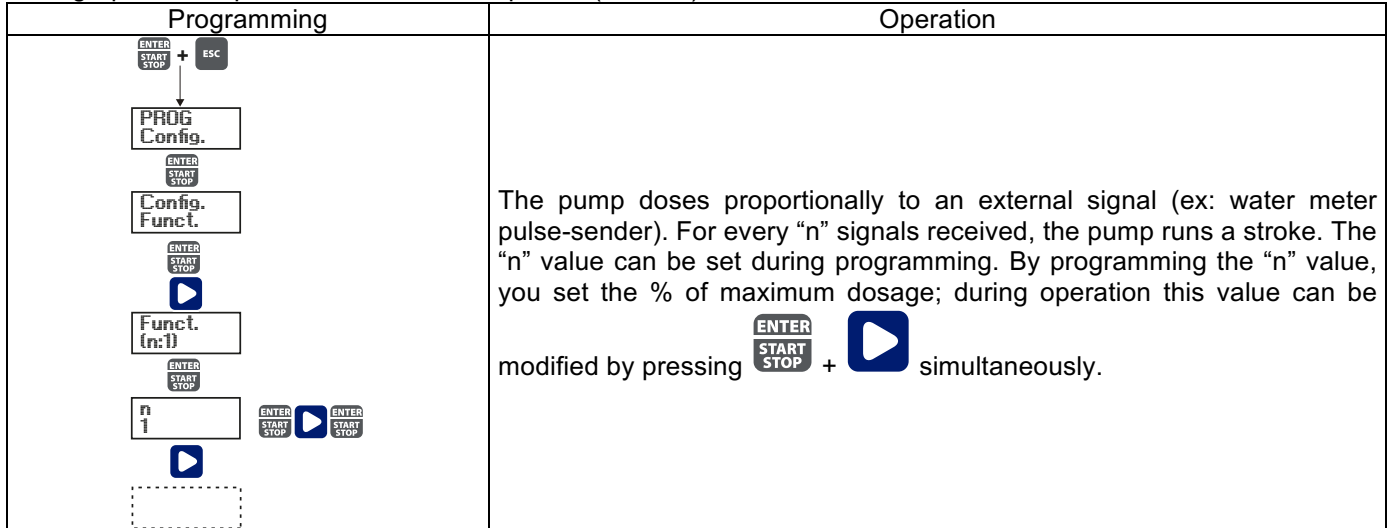 Programming
Operation
ENTER
START
STOP
+ ESC
PROG
Config.
ENTER
START
STOP
Config.
Funct.
ENTER
START
STOP
Funct.
(n:1)
ENTER
START
STOP
n
1
ENTER
START
STOP
ENTER
START
STOP
The pump doses proportionally to an external signal (ex: water meter
pulse-sender). For every “n” signals received, the pump runs a stroke. The
“n” value can be set during programming. By programming the “n” value,
you set the % of maximum dosage; during operation this value can be
modified by pressing ENTER START STOP + simultaneously.